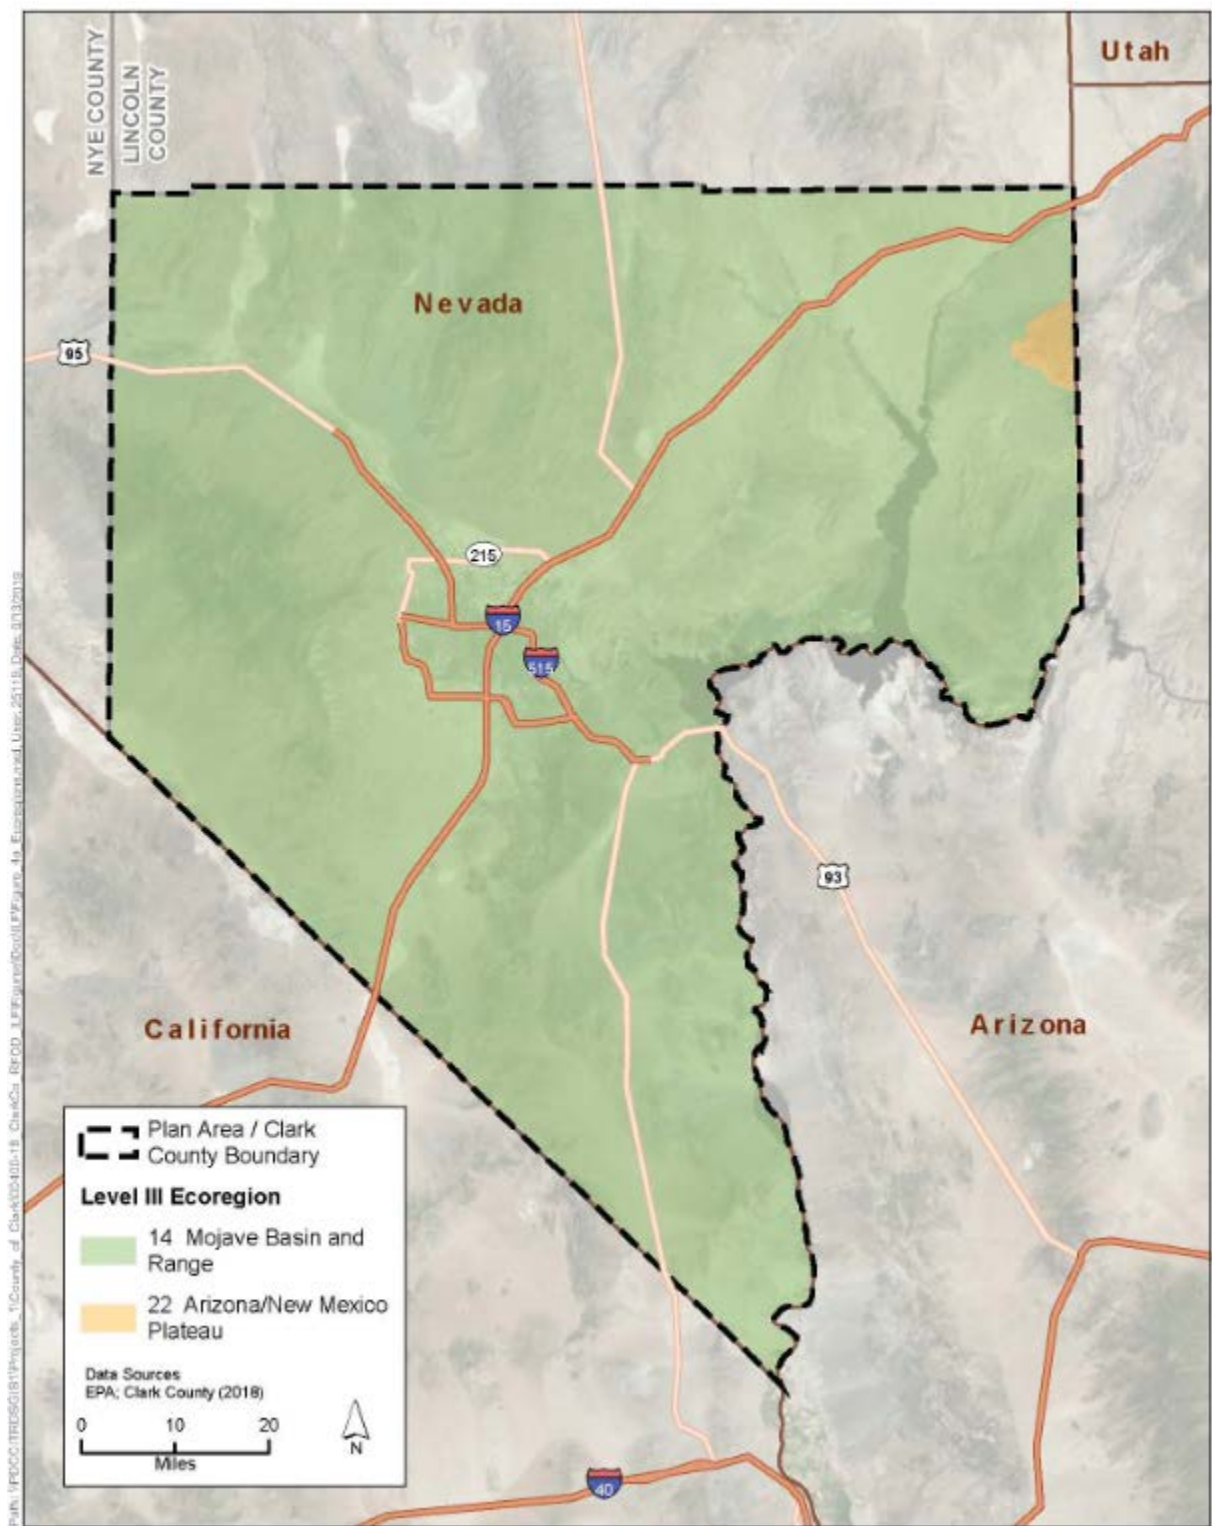 Utah
NYE COUNTY
LINCOLN
COUNTY
Nevada
95
215
15
515
93
California
Arizona
Plan Area / Clark
County Boundary
Level III Ecoregion
14 Mojave Basin and
Range
22 Arizona/New Mexico
Plateau
Data Sources
EPA; Clark County (2018)
0 10 20
Miles
N
40